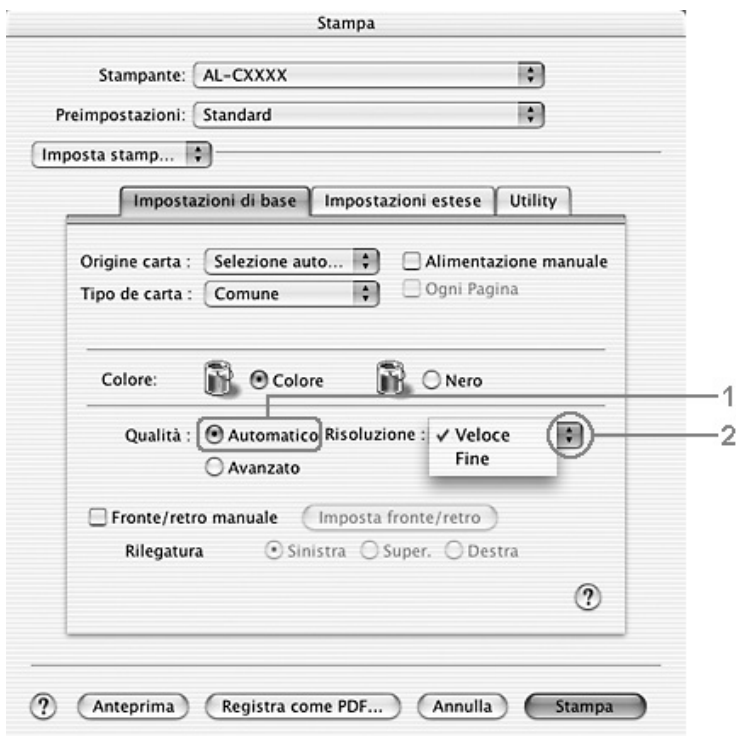 Stampa
Stampante: AL-CXXXX
Preimpostazioni: Standard
Imposta stamp...
Impostazioni di base Impostazioni estese Utility
Origine carta : Selezione auto... Alimentazione manuale
Tipo de carta : Comune Ogni Pagina
Colore: Colore Nero
1
Qualità : Automatico Risoluzione : ✓ Veloce 2
Fine
Avanzato
Fronte/retro manuale Imposta fronte/retro
Rilegatura Sinistra Super. Destra
?
? Anteprima Registra come PDF... Annulla Stampa